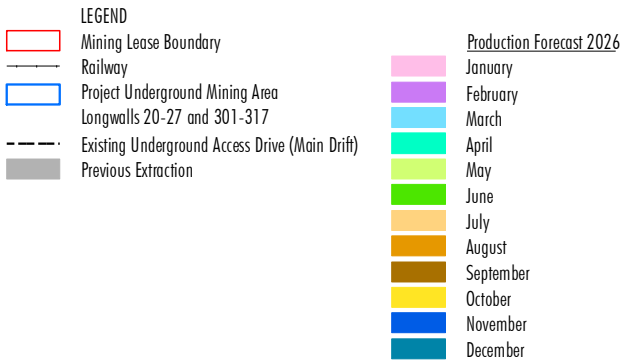 LEGEND
Mining Lease Boundary
Railway
Project Underground Mining Area
Longwalls 20-27 and 301-317
Existing Underground Access Drive (Main Drift)
Previous Extraction
Production Forecast 2026
January
February
March
April
May
June
July
August
September
October
November
December